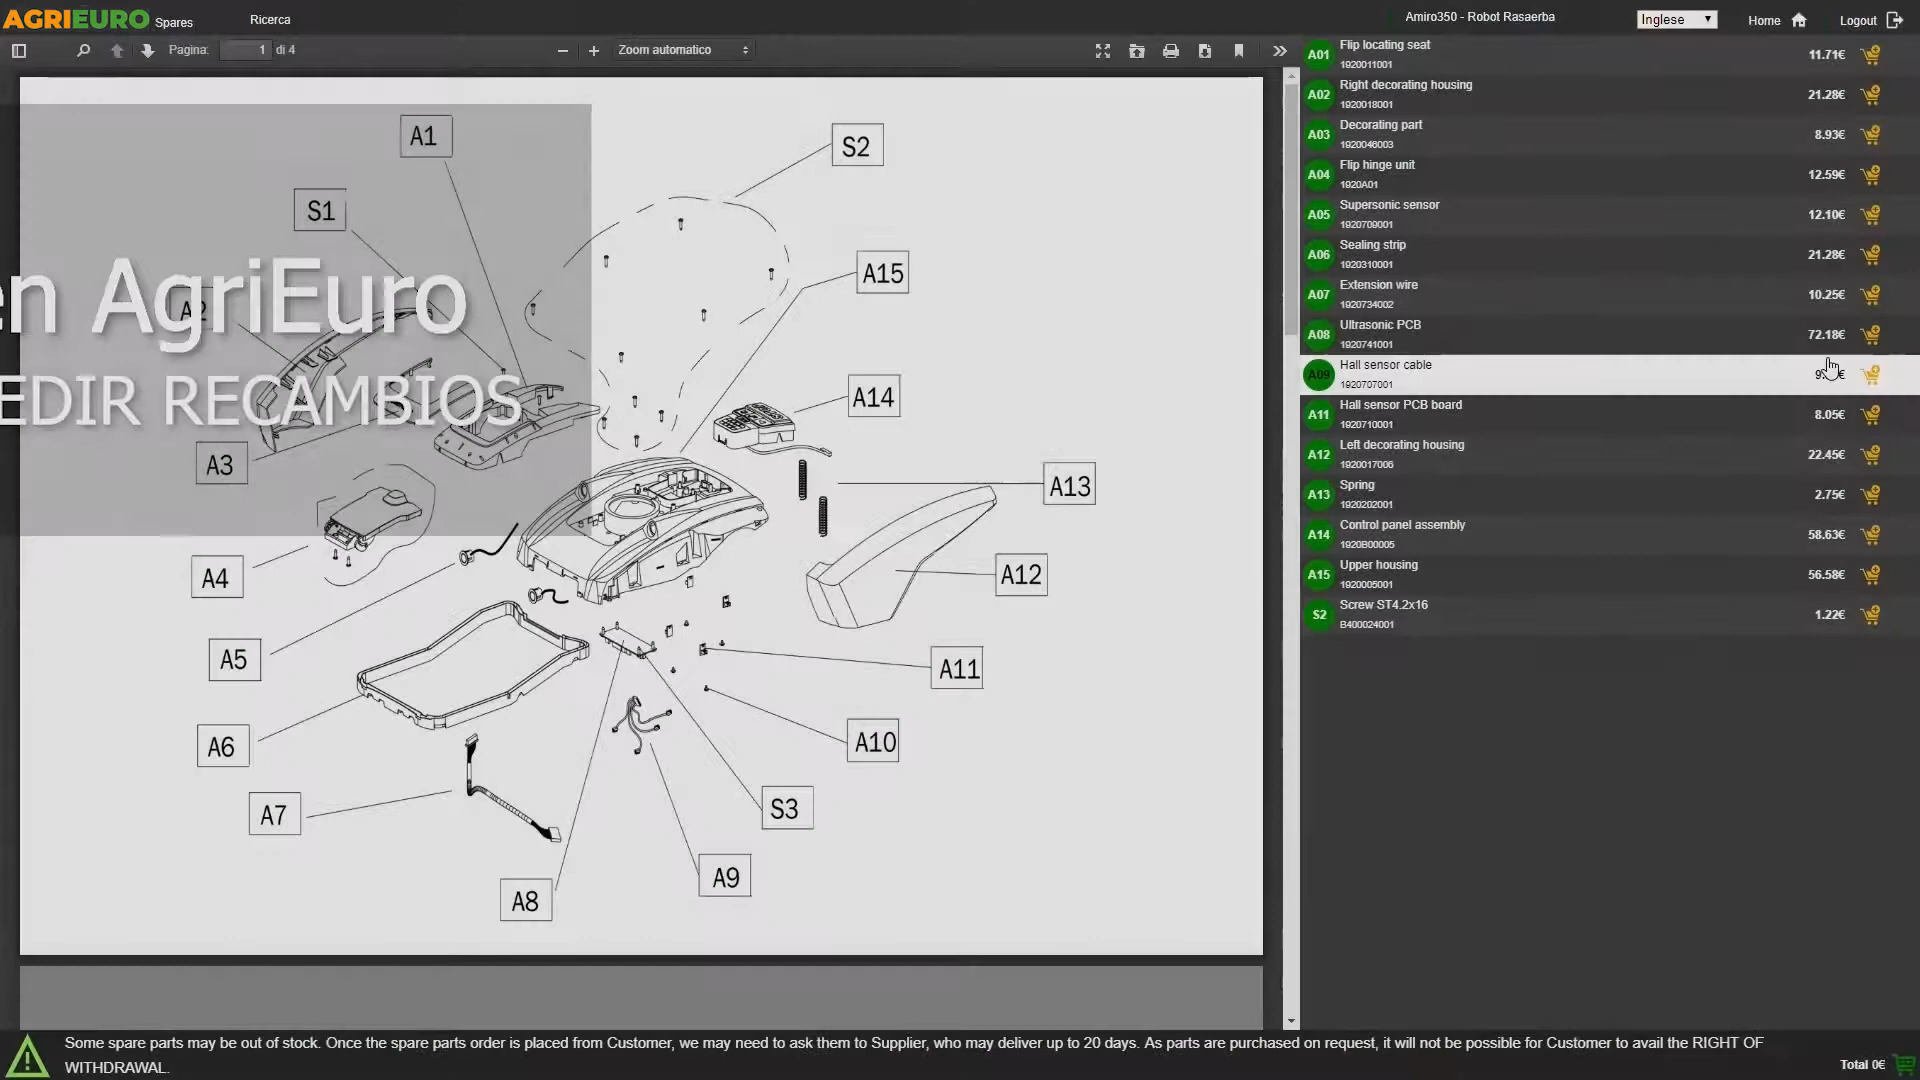 AGRIEURO Spares
Ricerca
Amiro350 - Robot Rasaerba
Inglese
Home
Logout
Pagina:
1
di 4
Zoom automatico
A1
S1
S2
A15
A2
en AgriEuro
EDIR RECAMBIOS
A14
A3
A13
A4
A12
A5
A11
A6
A10
A7
S3
A9
A8
A01
Flip locating seat
1920011001
11.71€
A02
Right decorating housing
1920018001
21.28€
A03
Decorating part
1920046003
8.93€
A04
Flip hinge unit
1920A01
12.59€
A05
Supersonic sensor
1920709001
12.10€
A06
Sealing strip
1920310001
21.28€
A07
Extension wire
1920734002
10.25€
A08
Ultrasonic PCB
1920741001
72.18€
A09
Hall sensor cable
1920707001
A11
Hall sensor PCB board
1920710001
8.05€
A12
Left decorating housing
1920017006
22.45€
A13
Spring
1920202001
2.75€
A14
Control panel assembly
1920B00005
58.63€
A15
Upper housing
1920005001
56.58€
S2
Screw ST4.2x16
B400024001
1.22€
Some spare parts may be out of stock. Once the spare parts order is placed from Customer, we may need to ask them to Supplier, who may deliver up to 20 days. As parts are purchased on request, it will not be possible for Customer to avail the RIGHT OF
WITHDRAWAL.
Total 0€